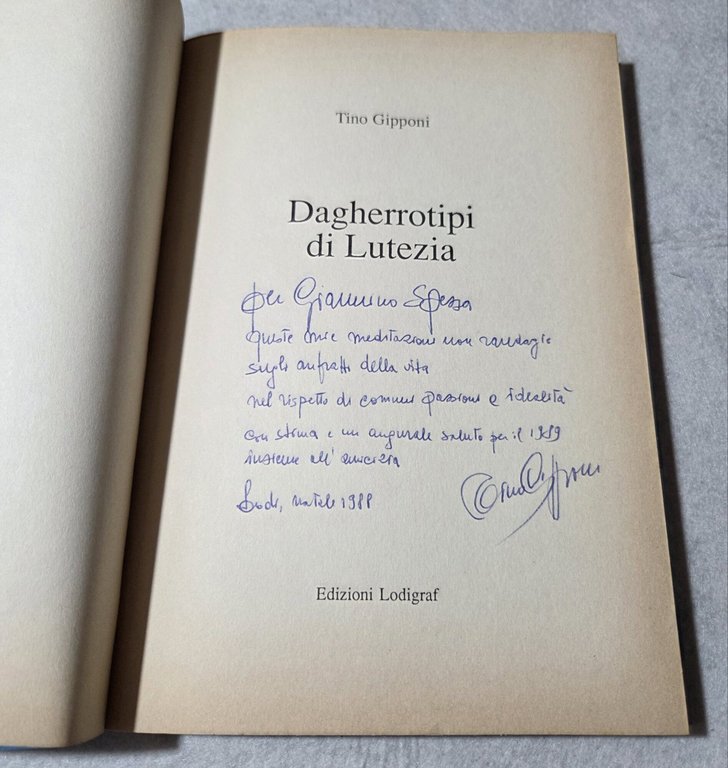 Tino Gipponi
Dagherrotipi
di Lutezia
per Giannino Spessa
queste mie meditazioni non randagie
sugli anfratti della vita
nel rispetto di comuni passioni e idealità
con stima e un augurale saluto per il 1989
insieme all'amicizia
Lodi, natale 1988
Tino Gipponi
Edizioni Lodigraf